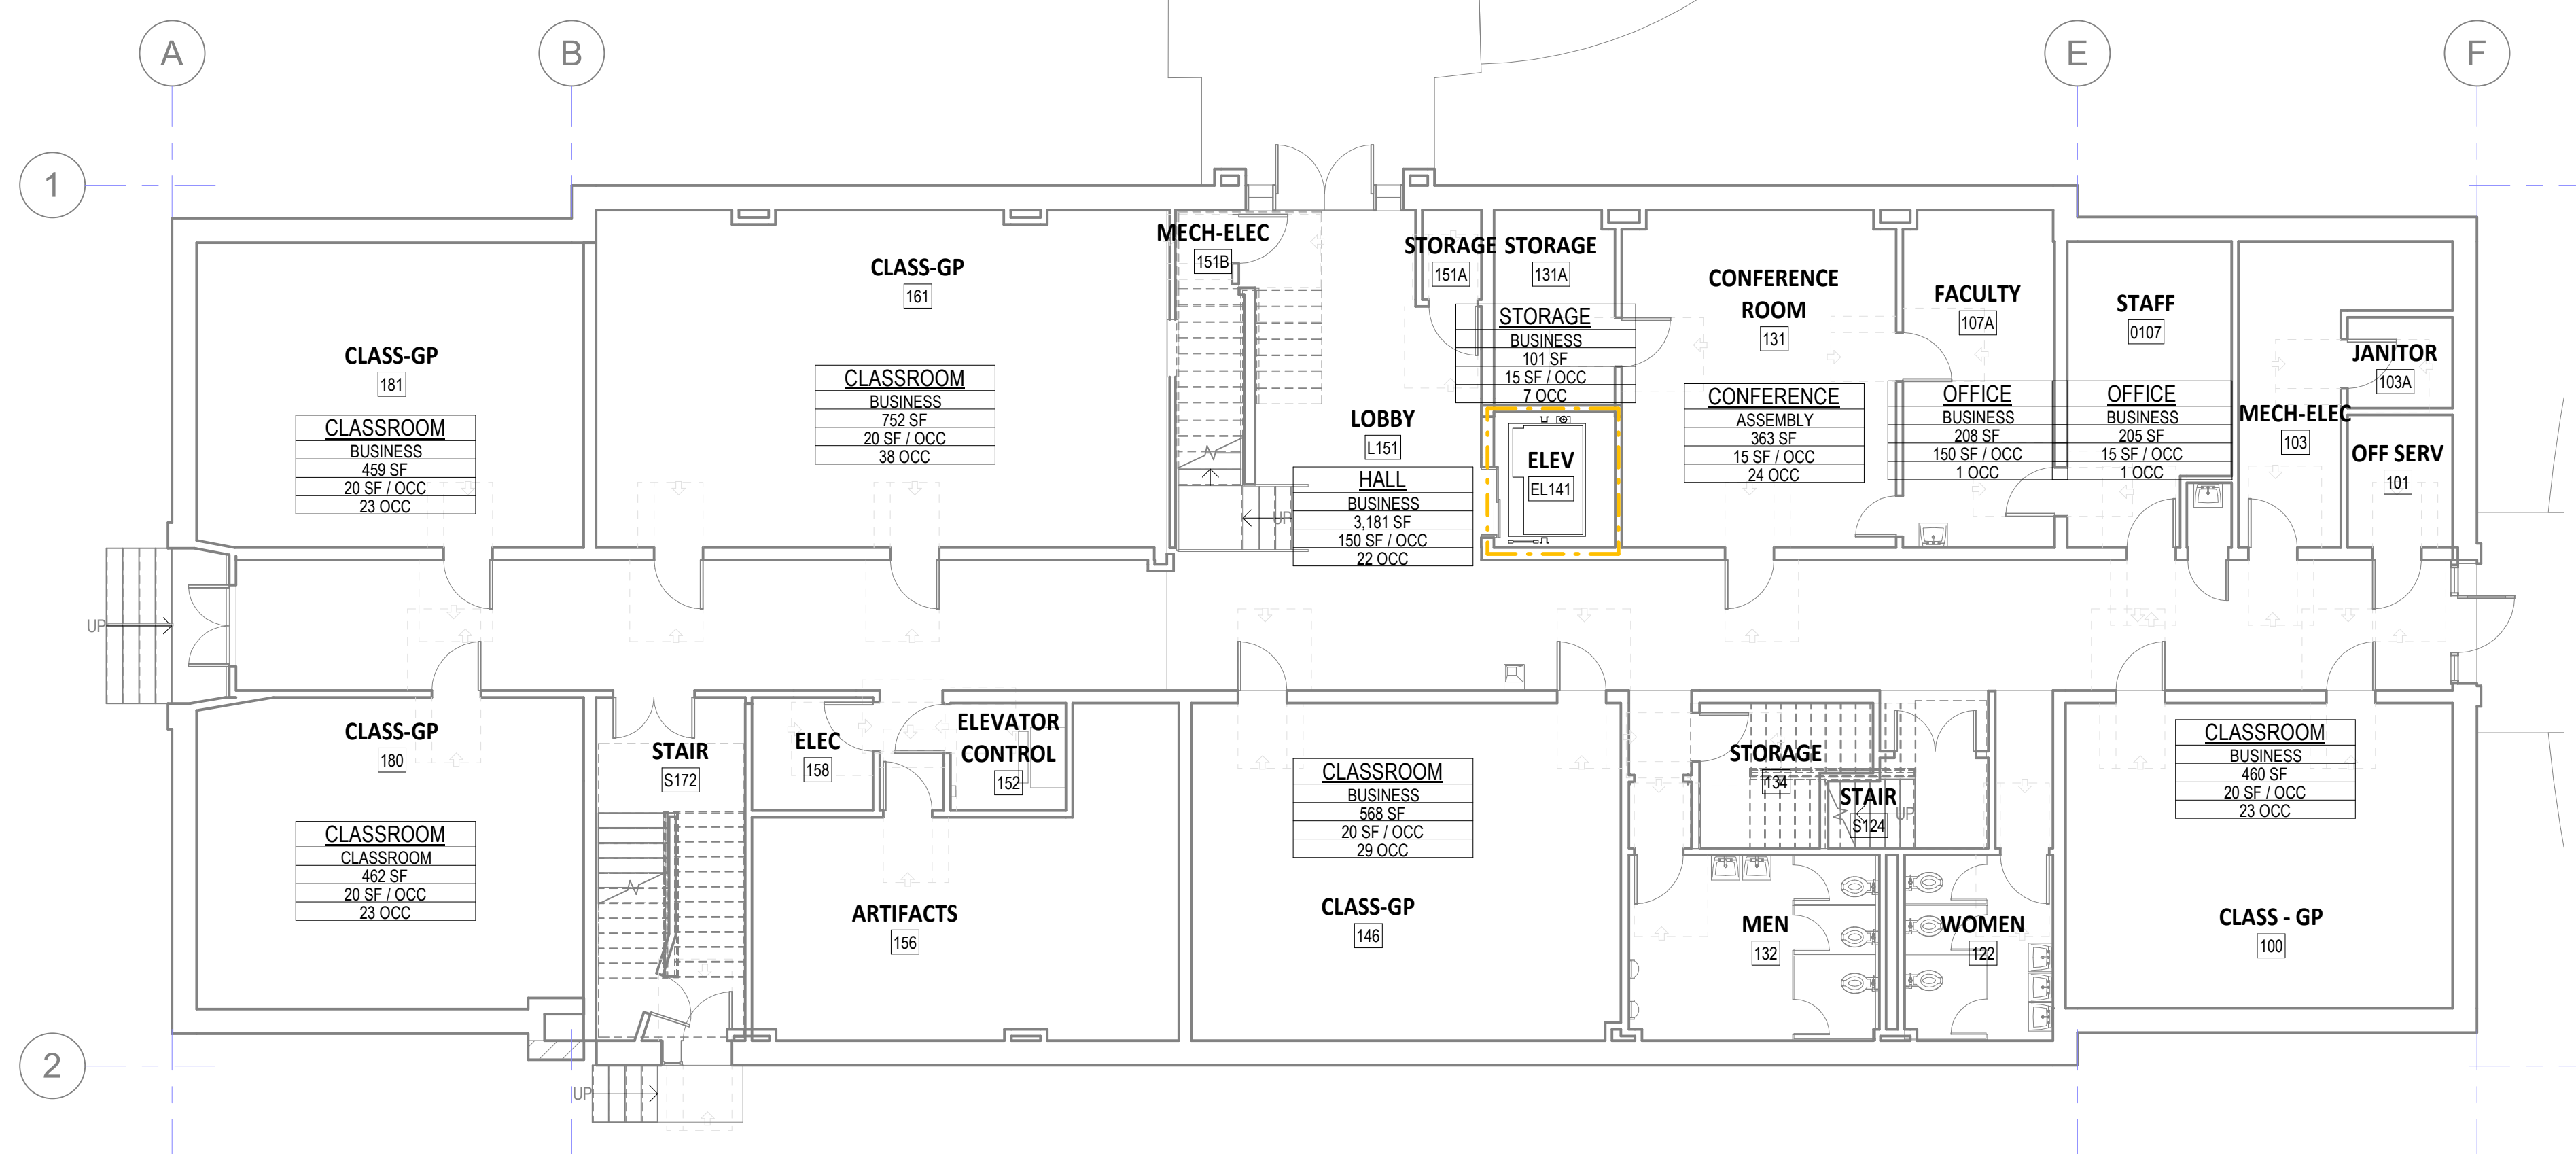 A
B
E
F
1
MECH-ELEC
151B
STORAGE
151A
STORAGE
131A
CLASS-GP
161
CONFERENCE
ROOM
131
FACULTY
107A
STAFF
0107
CLASS-GP
181
JANITOR
103A
STORAGE
BUSINESS
101 SF
15 SF / OCC
7 OCC
CLASSROOM
BUSINESS
752 SF
20 SF / OCC
38 OCC
CLASSROOM
BUSINESS
459 SF
20 SF / OCC
23 OCC
LOBBY
L151
CONFERENCE
ASSEMBLY
363 SF
15 SF / OCC
24 OCC
OFFICE
BUSINESS
208 SF
150 SF / OCC
1 OCC
OFFICE
BUSINESS
205 SF
15 SF / OCC
1 OCC
MECH-ELEC
103
OFF SERV
101
ELEV
EL141
HALL
BUSINESS
3,181 SF
150 SF / OCC
22 OCC
UP
UP
CLASS-GP
180
STAIR
S172
ELEC
158
ELEVATOR
CONTROL
152
STORAGE
134
STAIR
S124
UP
CLASSROOM
BUSINESS
460 SF
20 SF / OCC
23 OCC
CLASSROOM
BUSINESS
568 SF
20 SF / OCC
29 OCC
CLASSROOM
CLASSROOM
462 SF
20 SF / OCC
23 OCC
ARTIFACTS
156
CLASS-GP
146
MEN
132
WOMEN
122
CLASS - GP
100
2
UP